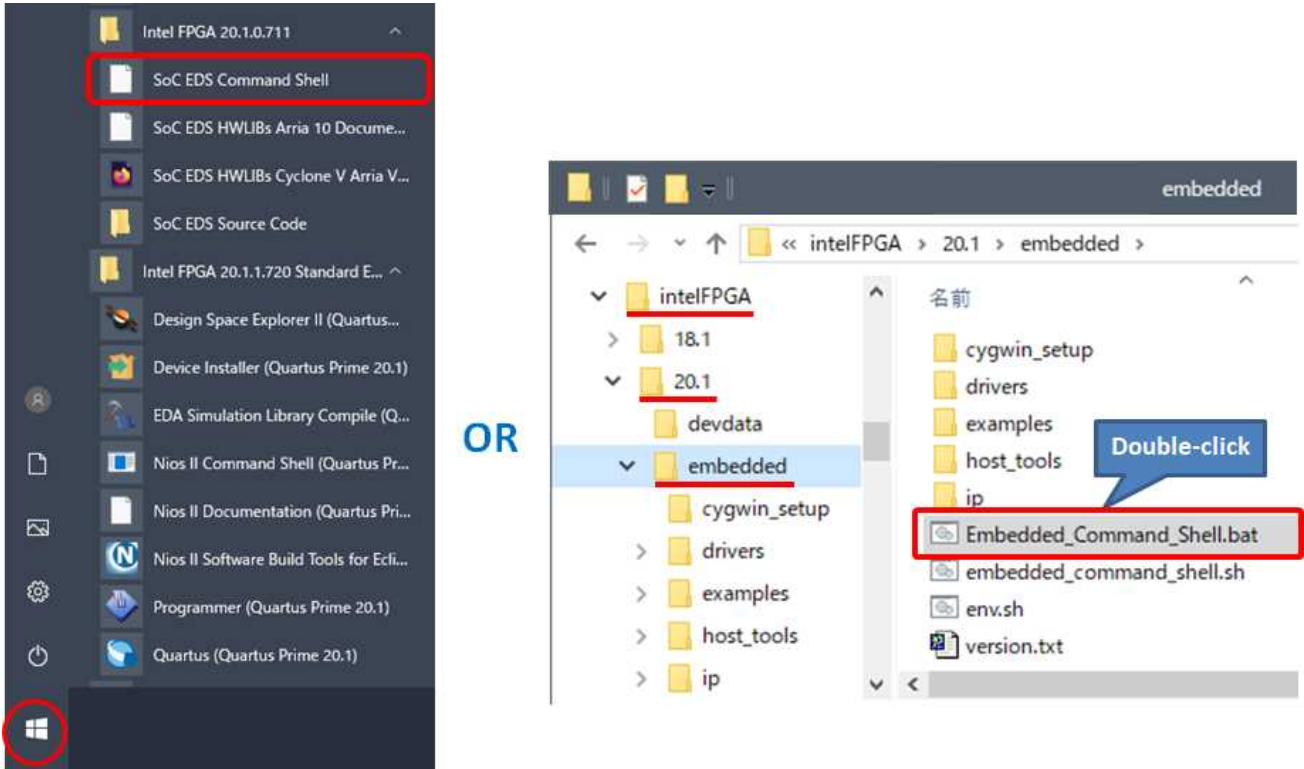 Intel FPGA 20.1.0.711
SoC EDS Command Shell
SoC EDS HWLIBs Arria 10 Docume...
SoC EDS HWLIBs Cyclone V Arria V...
SoC EDS Source Code
Intel FPGA 20.1.1.720 Standard E...
Design Space Explorer II (Quartus...
Device Installer (Quartus Prime 20.1)
EDA Simulation Library Compile (Q...
Nios II Command Shell (Quartus Pr...
Nios II Documentation (Quartus Pri...
Nios II Software Build Tools for Ecli...
Programmer (Quartus Prime 20.1)
Quartus (Quartus Prime 20.1)
OR
embedded
« intelFPGA › 20.1 › embedded ›
intelFPGA
18.1
20.1
devdata
embedded
cygwin_setup
drivers
examples
host_tools
ip
名前
cygwin_setup
drivers
examples
host_tools
ip
Double-click
Embedded_Command_Shell.bat
embedded_command_shell.sh
env.sh
version.txt